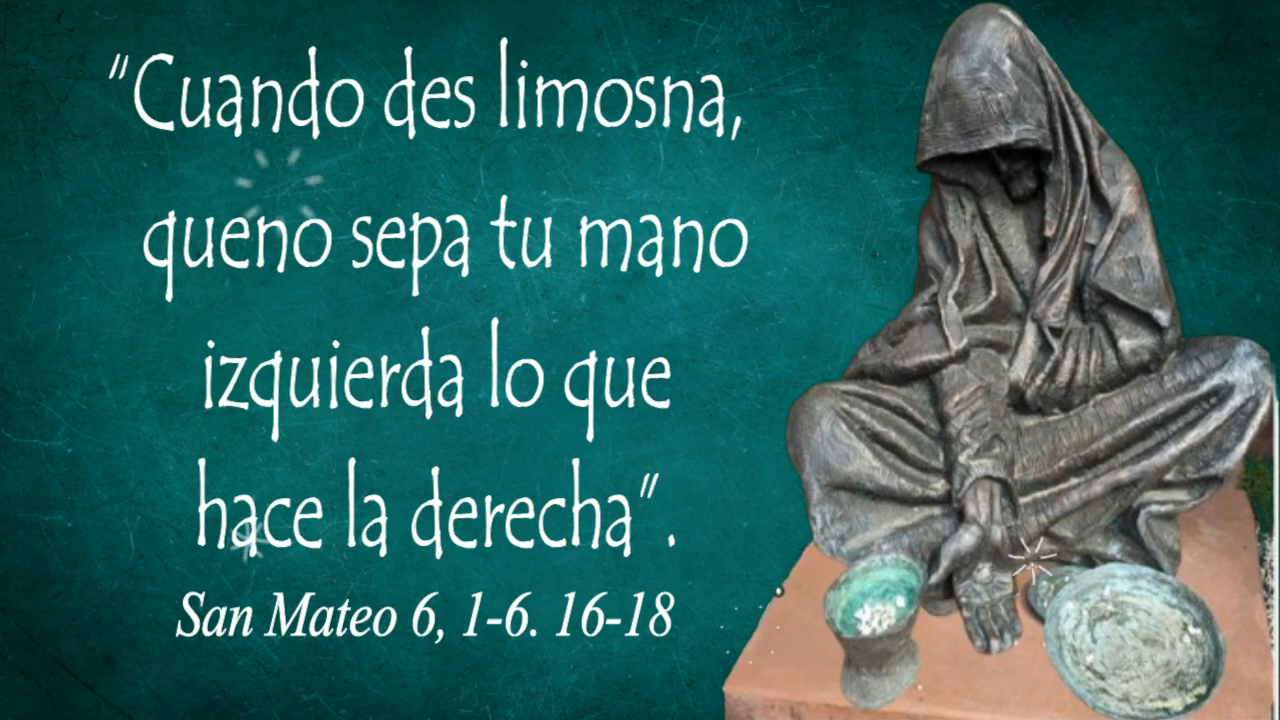 “Cuando des limosna,
queno sepa tu mano
izquierda lo que
hace la derecha”.
San Mateo 6, 1-6. 16-18